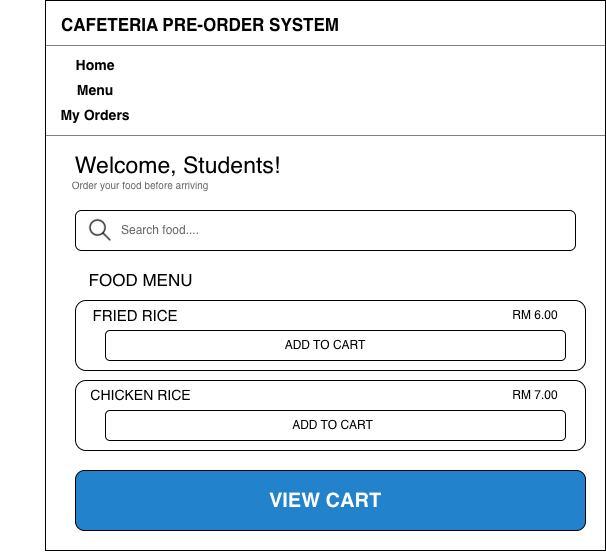 CAFETERIA PRE-ORDER SYSTEM
Home
Menu
My Orders
Welcome, Students!
Order your food before arriving
Search food....
FOOD MENU
FRIED RICE RM 6.00
ADD TO CART
CHICKEN RICE RM 7.00
ADD TO CART
VIEW CART